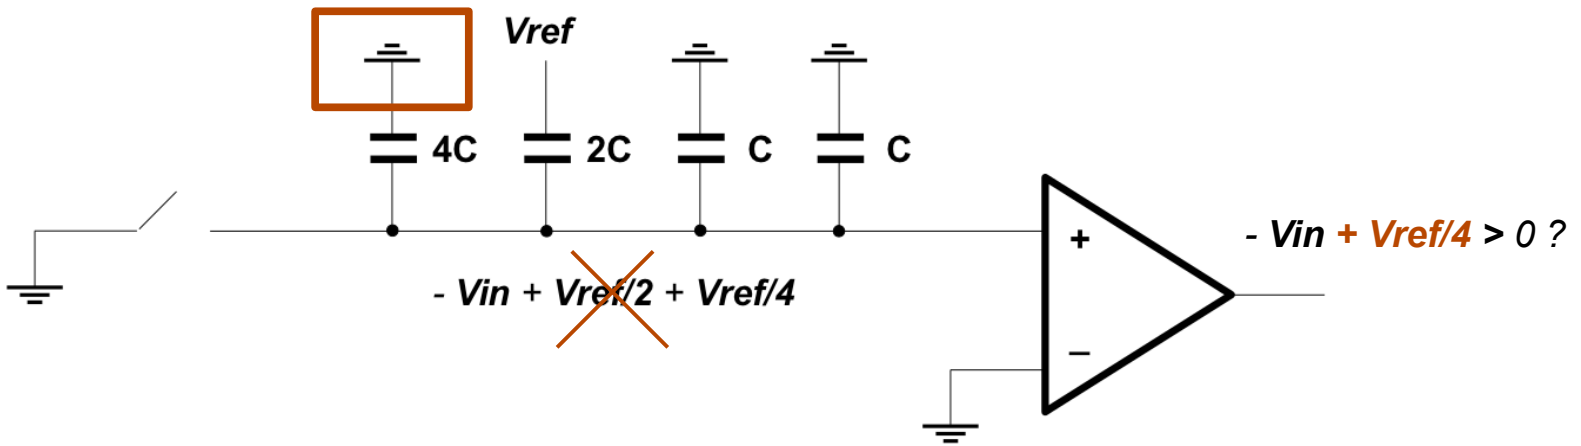 Vref
4C
2C
C
C
+
- Vin + Vref/4 > 0 ?
- Vin + Vref/2 + Vref/4
–